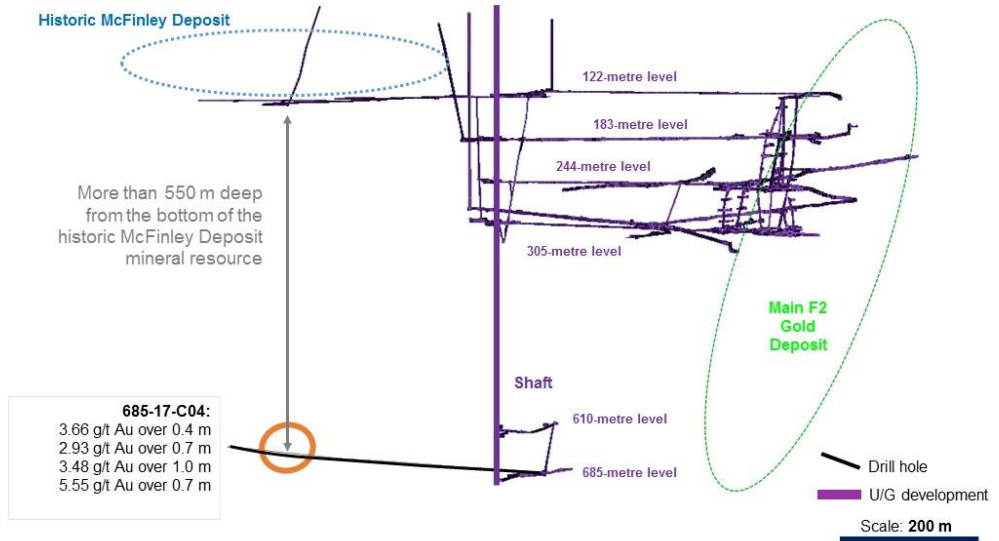 Historic McFinley Deposit
122-metre level
183-metre level
244-metre level
305-metre level
More than 550 m deep
from the bottom of the
historic McFinley Deposit
mineral resource
Main F2
Gold
Deposit
Shaft
610-metre level
685-metre level
685-17-C04:
3.66 g/t Au over 0.4 m
2.93 g/t Au over 0.7 m
3.48 g/t Au over 1.0 m
5.55 g/t Au over 0.7 m
Drill hole
U/G development
Scale: 200 m